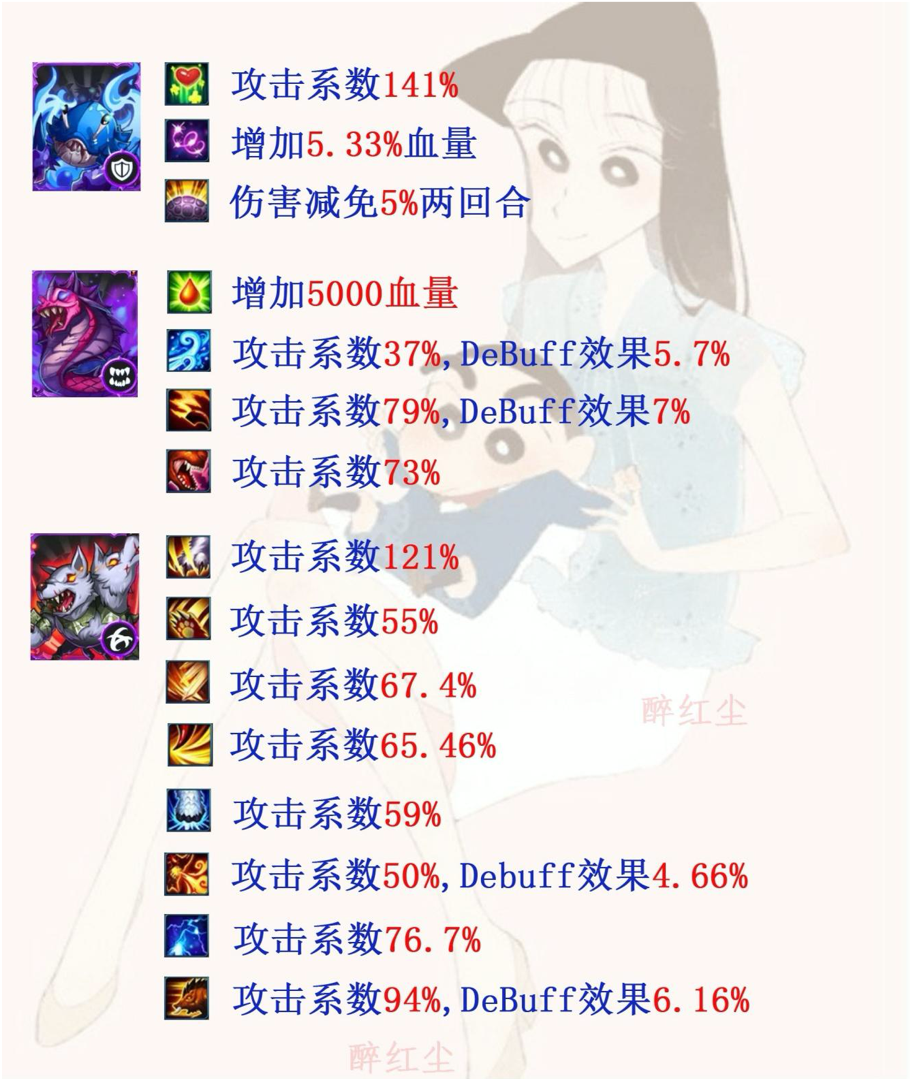 攻击系数141%
增加5.33%血量
伤害减免5%两回合
增加5000血量
攻击系数37%,DeBuff效果5.7%
攻击系数79%,DeBuff效果7%
攻击系数73%
攻击系数121%
攻击系数55%
攻击系数67.4%
醉红尘
攻击系数65.46%
攻击系数59%
攻击系数50%,Debuff效果4.66%
攻击系数76.7%
攻击系数94%,DeBuff效果6.16%
醉红尘